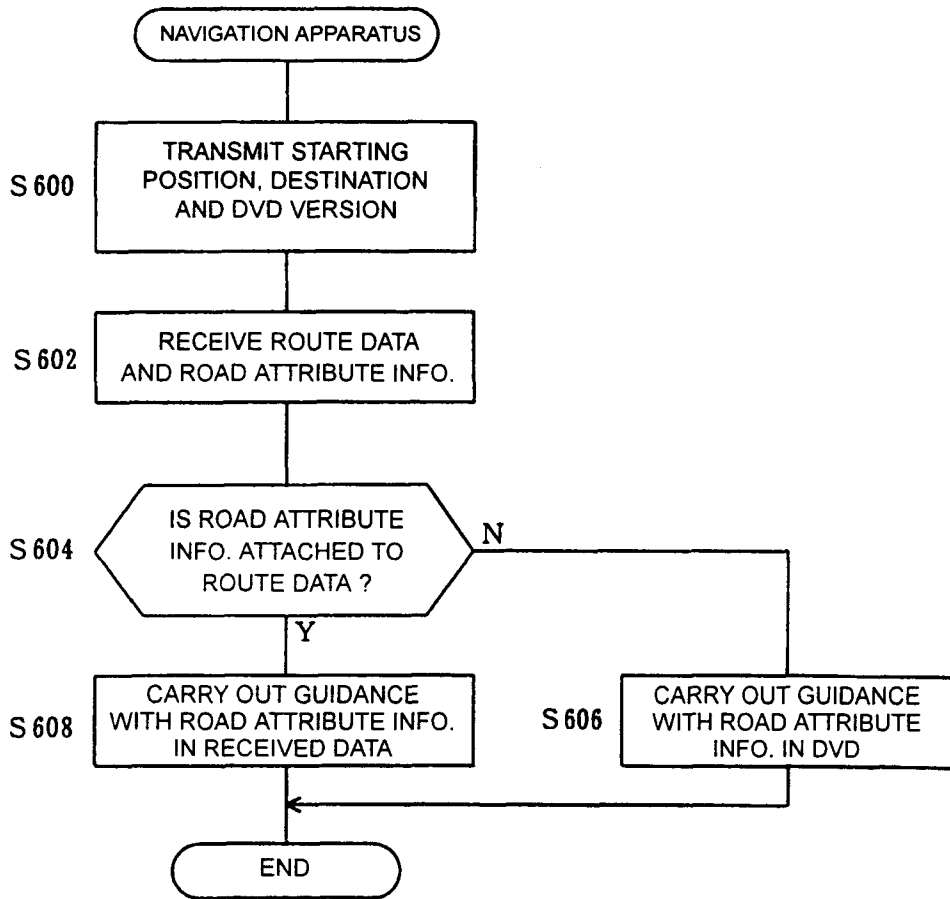 NAVIGATION APPARATUS
S 600
TRANSMIT STARTING
POSITION, DESTINATION
AND DVD VERSION
S 602
RECEIVE ROUTE DATA
AND ROAD ATTRIBUTE INFO.
S 604
IS ROAD ATTRIBUTE
INFO. ATTACHED TO
ROUTE DATA ?
N
Y
S 608
CARRY OUT GUIDANCE
WITH ROAD ATTRIBUTE INFO.
IN RECEIVED DATA
S 606
CARRY OUT GUIDANCE
WITH ROAD ATTRIBUTE
INFO. IN DVD
END